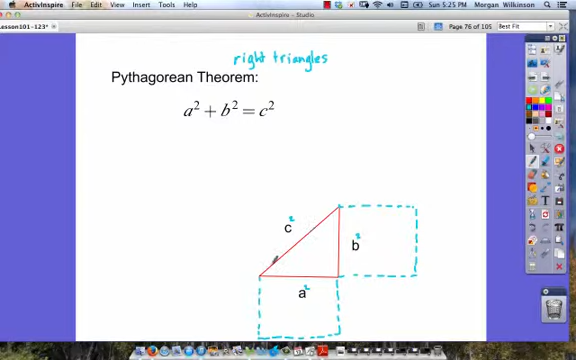 ActivInspire File Edit View Insert Tools Sun 5:25 PM Morgan Wilkinson
ActivInspire - Studio
Lesson101-123* Page 76 of 105 Best Fit
right triangles
Pythagorean Theorem:
a² + b² = c²
c²
b²
a²